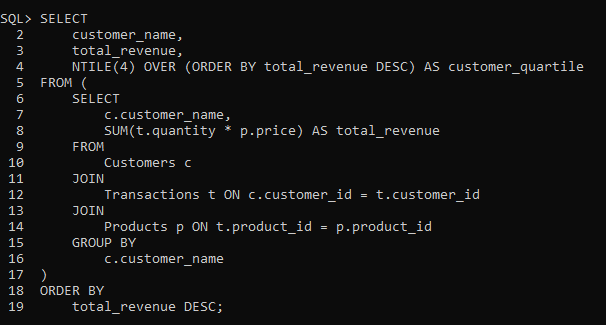 SQL> SELECT
  2      customer_name,
  3      total_revenue,
  4      NTILE(4) OVER (ORDER BY total_revenue DESC) AS customer_quartile
  5  FROM (
  6      SELECT
  7          c.customer_name,
  8          SUM(t.quantity * p.price) AS total_revenue
  9      FROM
 10          Customers c
 11      JOIN
 12          Transactions t ON c.customer_id = t.customer_id
 13      JOIN
 14          Products p ON t.product_id = p.product_id
 15      GROUP BY
 16          c.customer_name
 17  )
 18  ORDER BY
 19      total_revenue DESC;